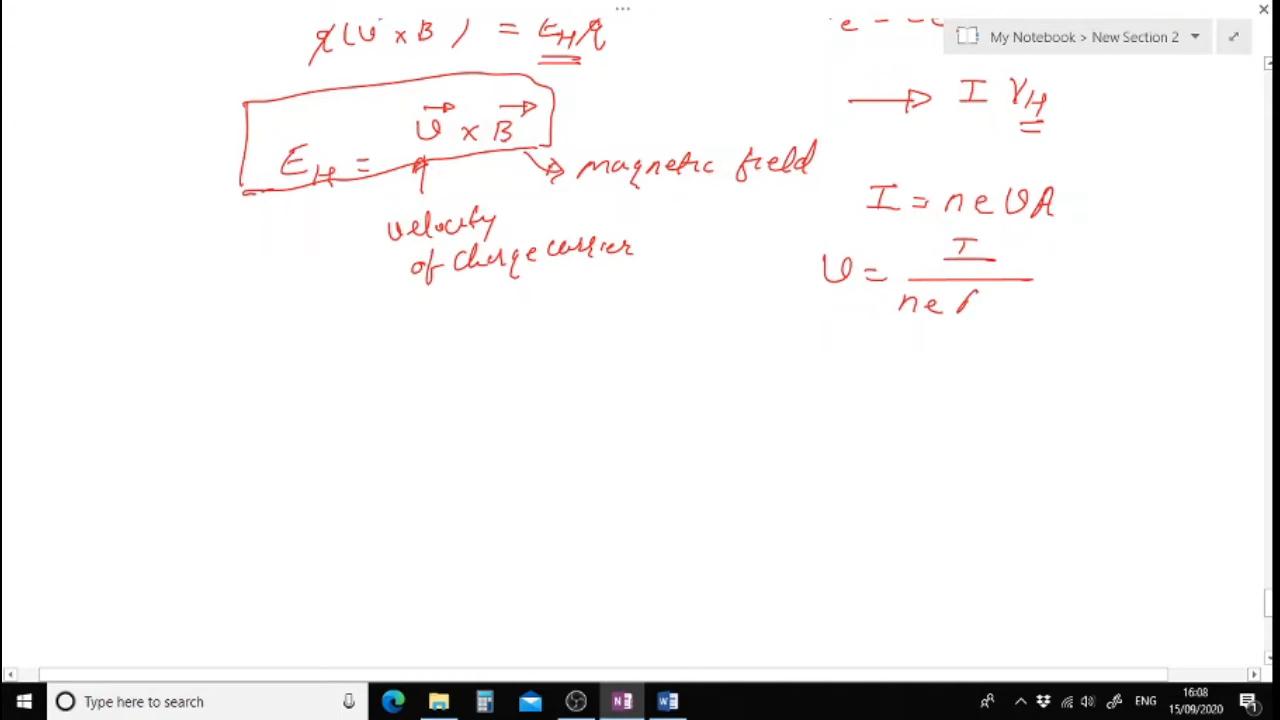 q(v × B) = E_H q
My Notebook > New Section 2
E_H = v⃗ × B⃗
magnetic field
velocity
of charge carrier
I V_H
I = n e v A
v = I / n e
Type here to search
ENG
16:08
15/09/2020